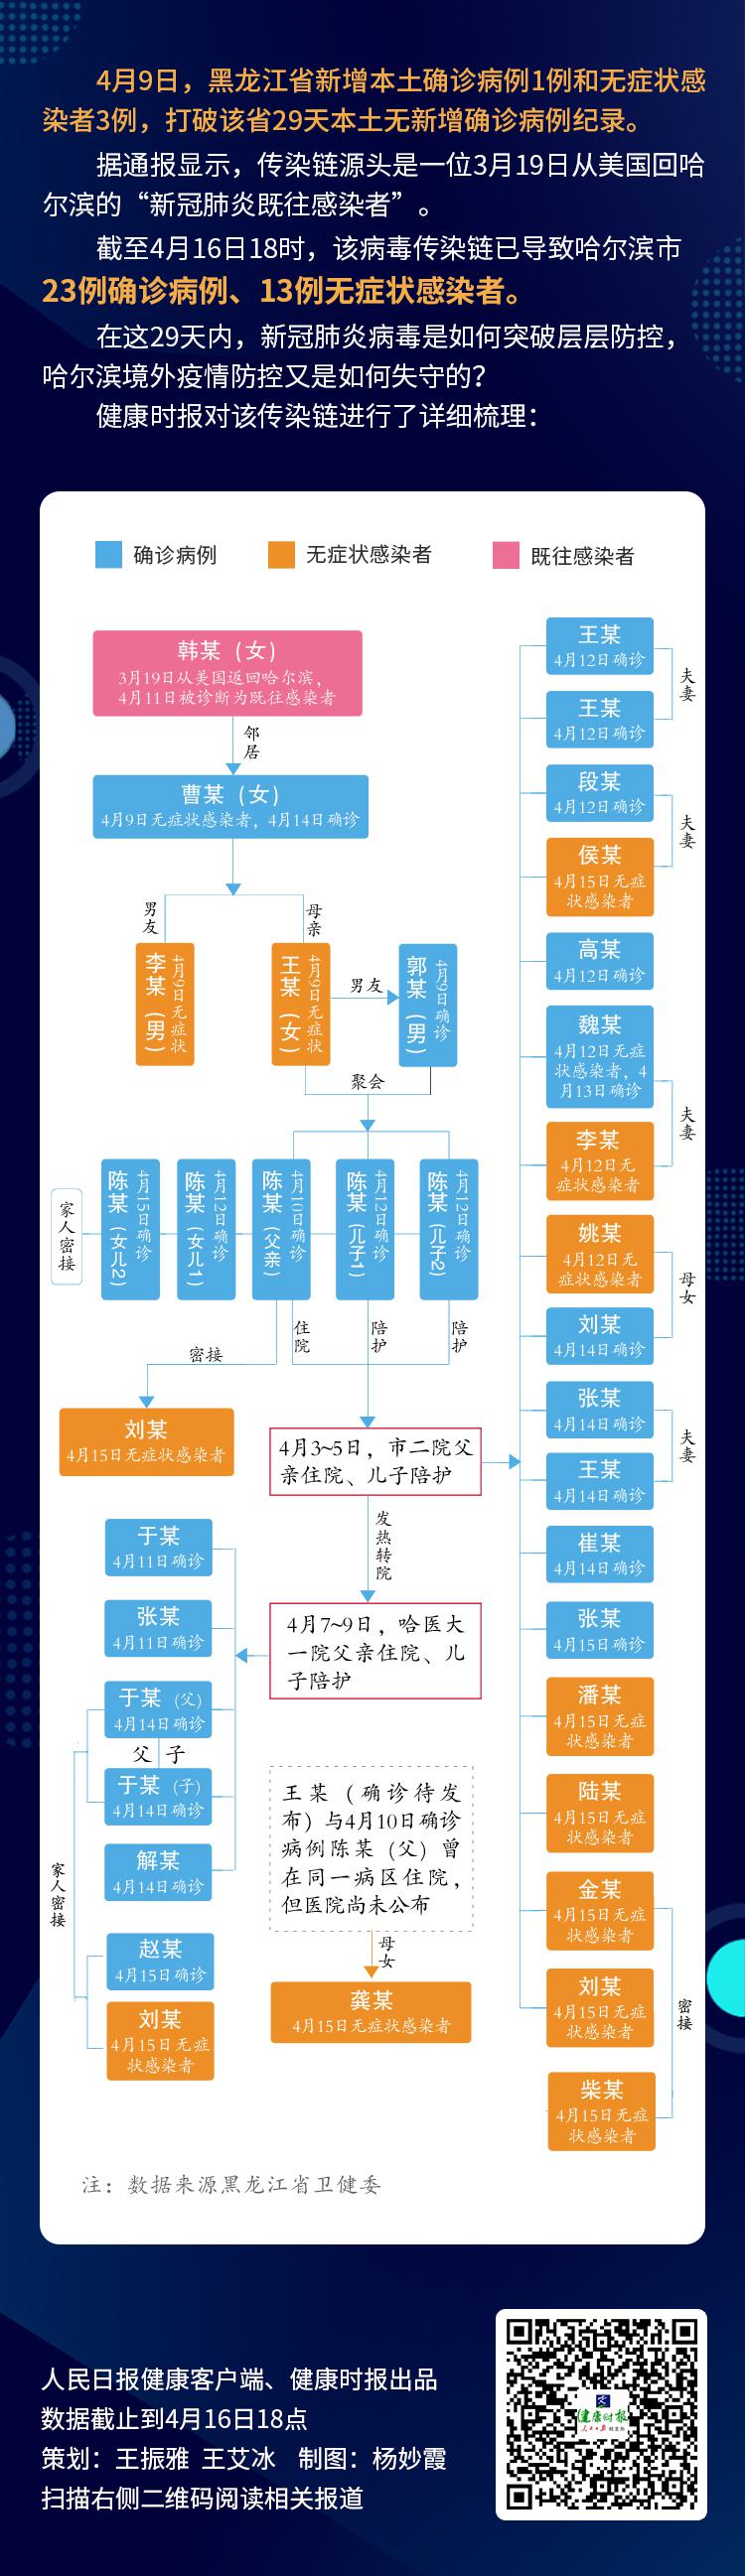 4月9日，黑龙江省新增本土确诊病例1例和无症状感
染者3例，打破该省29天本土无新增确诊病例纪录。
据通报显示，传染链源头是一位3月19日从美国回哈
尔滨的“新冠肺炎既往感染者”。
截至4月16日18时，该病毒传染链已导致哈尔滨市
23例确诊病例、13例无症状感染者。
在这29天内，新冠肺炎病毒是如何突破层层防控，
哈尔滨境外疫情防控又是如何失守的？
健康时报对该传染链进行了详细梳理：
确诊病例
无症状感染者
既往感染者
韩某（女）
3月19日从美国返回哈尔滨，
4月11日被诊断为既往感染者
邻居
曹某（女）
4月9日无症状感染者，4月14日确诊
男友
母亲
李某（男）
4月9日无症状
王某（女）
4月9日无症状
男友
郭某（男）
4月9日确诊
聚会
家人密接
陈某（女儿2）
4月15日确诊
陈某（女儿1）
4月12日确诊
陈某（父亲）
4月10日确诊
陈某（儿子1）
4月12日确诊
陈某（儿子2）
4月12日确诊
密接
住院
陪护
陪护
刘某
4月15日无症状感染者
4月3~5日，市二院父
亲住院、儿子陪护
发热转院
4月7~9日，哈医大
一院父亲住院、儿
子陪护
于某
4月11日确诊
张某
4月11日确诊
于某（父）
4月14日确诊
父子
于某（子）
4月14日确诊
解某
4月14日确诊
家人密接
赵某
4月15日确诊
刘某
4月15日无症
状感染者
王某（确诊待发
布）与4月10日确诊
病例陈某（父）曾
在同一病区住院，
但医院尚未公布
母女
龚某
4月15日无症状感染者
王某
4月12日确诊
夫妻
王某
4月12日确诊
段某
4月12日确诊
夫妻
侯某
4月15日无症
状感染者
高某
4月12日确诊
魏某
4月12日无症
状感染者，4
月13日确诊
夫妻
李某
4月12日无
症状感染者
姚某
4月12日无
症状感染者
母女
刘某
4月14日确诊
张某
4月14日确诊
夫妻
王某
4月14日确诊
崔某
4月14日确诊
张某
4月15日确诊
潘某
4月15日无症
状感染者
陆某
4月15日无症
状感染者
金某
4月15日无症
状感染者
刘某
4月15日无症
状感染者
密接
柴某
4月15日无症
状感染者
注：数据来源黑龙江省卫健委
人民日报健康客户端、健康时报出品
数据截止到4月16日18点
策划：王振雅 王艾冰 制图：杨妙霞
扫描右侧二维码阅读相关报道
健康时报